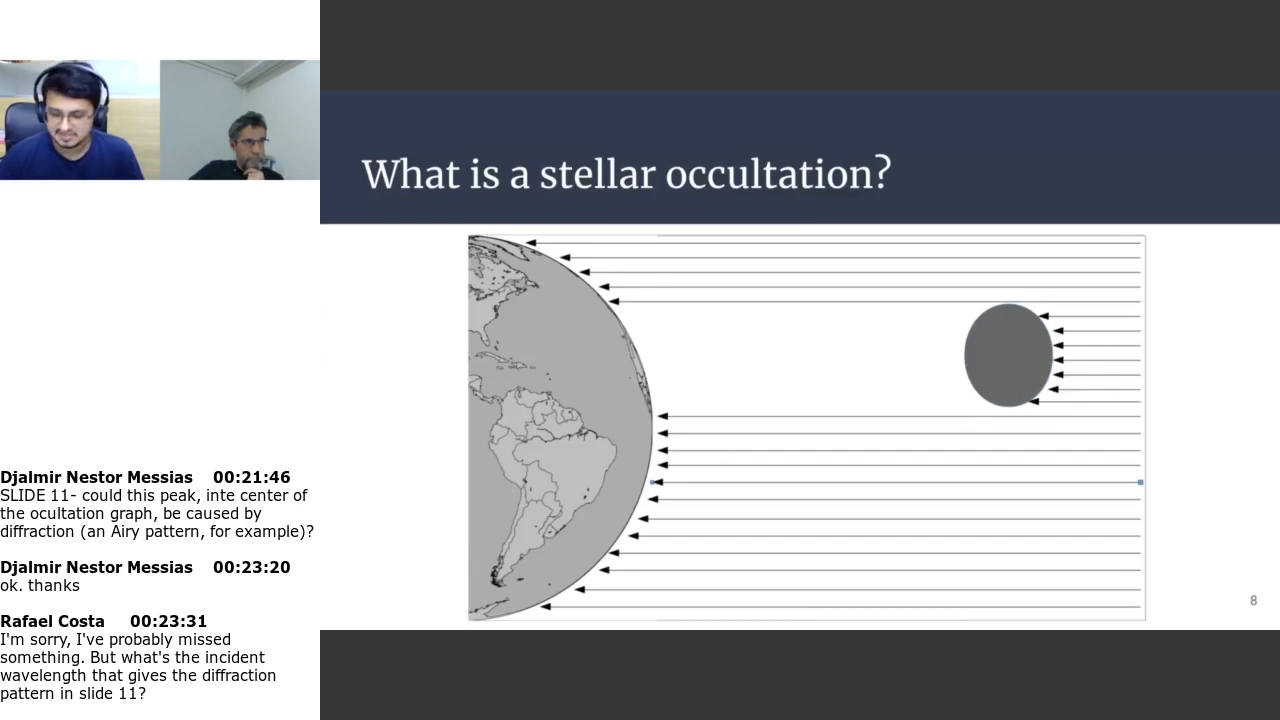 What is a stellar occultation?
8
Djalmir Nestor Messias 00:21:46
SLIDE 11- could this peak, inte center of
the ocultation graph, be caused by
diffraction (an Airy pattern, for example)?
Djalmir Nestor Messias 00:23:20
ok. thanks
Rafael Costa 00:23:31
I'm sorry, I've probably missed
something. But what's the incident
wavelength that gives the diffraction
pattern in slide 11?